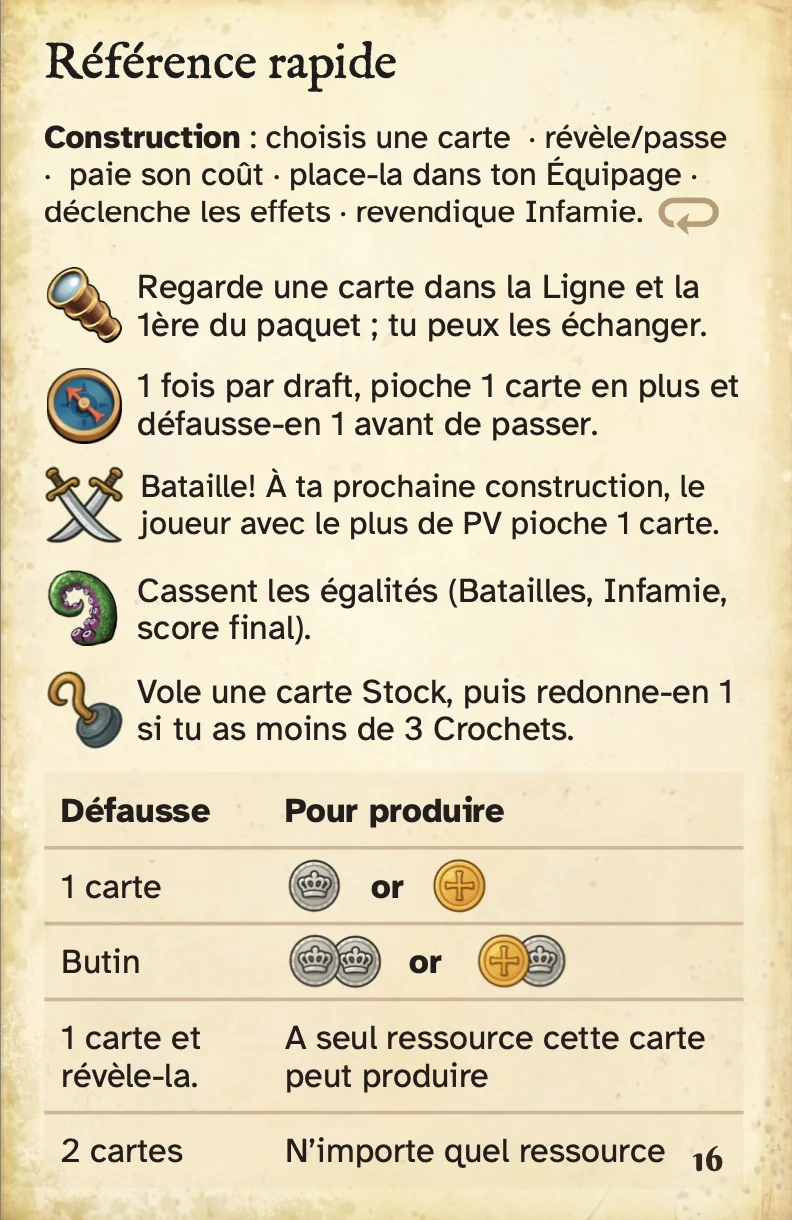 Référence rapide
Construction : choisis une carte · révèle/passe
· paie son coût · place-la dans ton Équipage ·
déclenche les effets · revendique Infamie.
Regarde une carte dans la Ligne et la
1ère du paquet ; tu peux les échanger.
1 fois par draft, pioche 1 carte en plus et
défausse-en 1 avant de passer.
Bataille! À ta prochaine construction, le
joueur avec le plus de PV pioche 1 carte.
Cassent les égalités (Batailles, Infamie,
score final).
Vole une carte Stock, puis redonne-en 1
si tu as moins de 3 Crochets.
Défausse Pour produire
1 carte or
Butin or
1 carte et A seul ressource cette carte
révèle-la. peut produire
2 cartes N’importe quel ressource 16